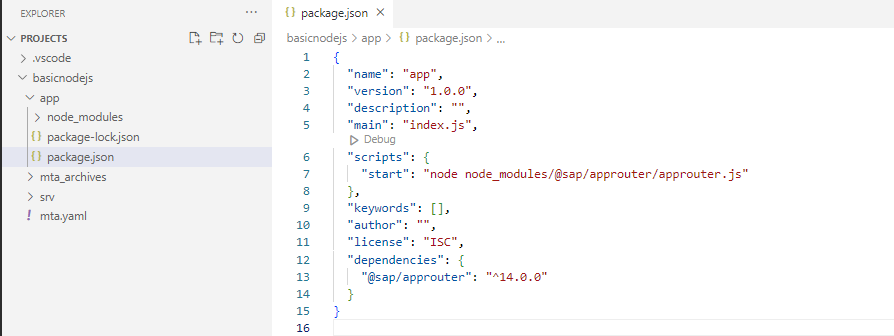 EXPLORER
PROJECTS
.vscode
basicnodejs
app
node_modules
package-lock.json
package.json
mta_archives
srv
mta.yaml
package.json
basicnodejs > app > {} package.json > ...
1 {
2 "name": "app",
3 "version": "1.0.0",
4 "description": "",
5 "main": "index.js",
Debug
6 "scripts": {
7 "start": "node node_modules/@sap/approuter/approuter.js"
8 },
9 "keywords": [],
10 "author": "",
11 "license": "ISC",
12 "dependencies": {
13 "@sap/approuter": "^14.0.0"
14 }
15 }
16